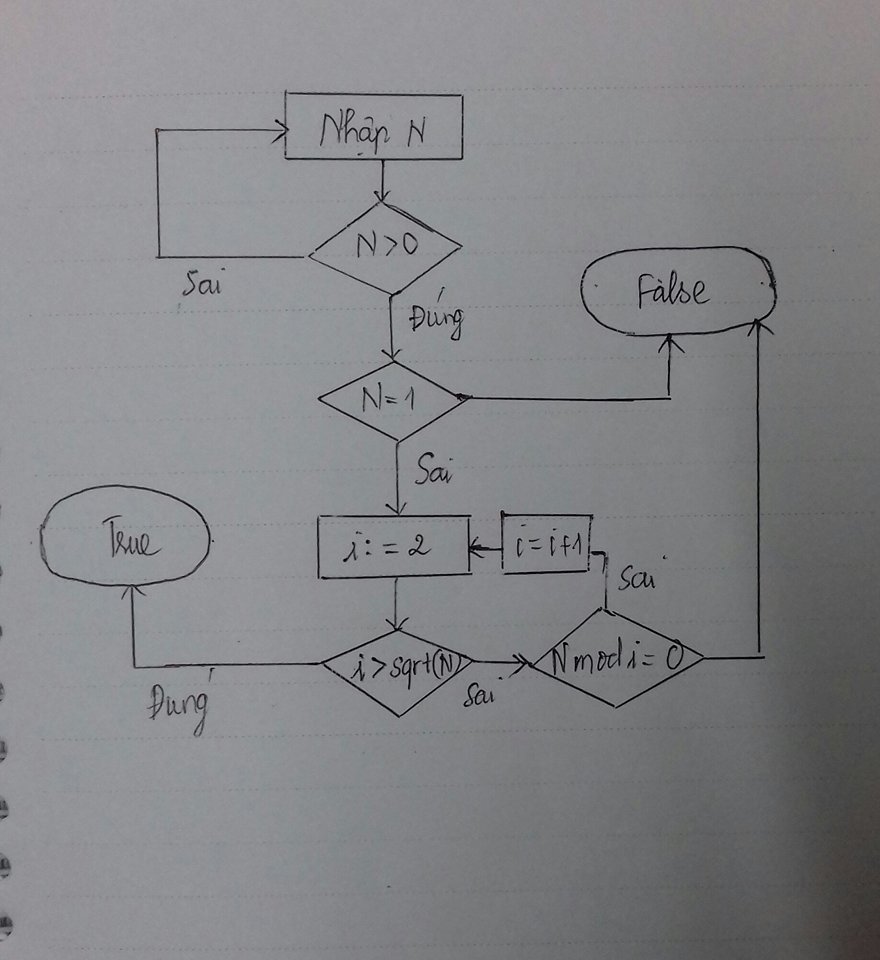 Nhập N
N>0
Sai
Đúng
False
N=1
Sai
True
i:=2
i=i+1
Sai
i>sqrt(N)
Sai
N mod i=0
Đúng